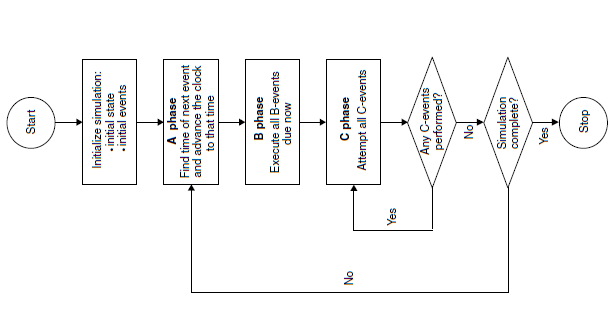 Start
Initialize simulation:
• initial state
• initial events
A phase
Find time of next event
and advance the clock
to that time
B phase
Execute all B-events
due now
C phase
Attempt all C-events
Any C-events
performed?
Yes
No
Simulation
complete?
No
Yes
Stop